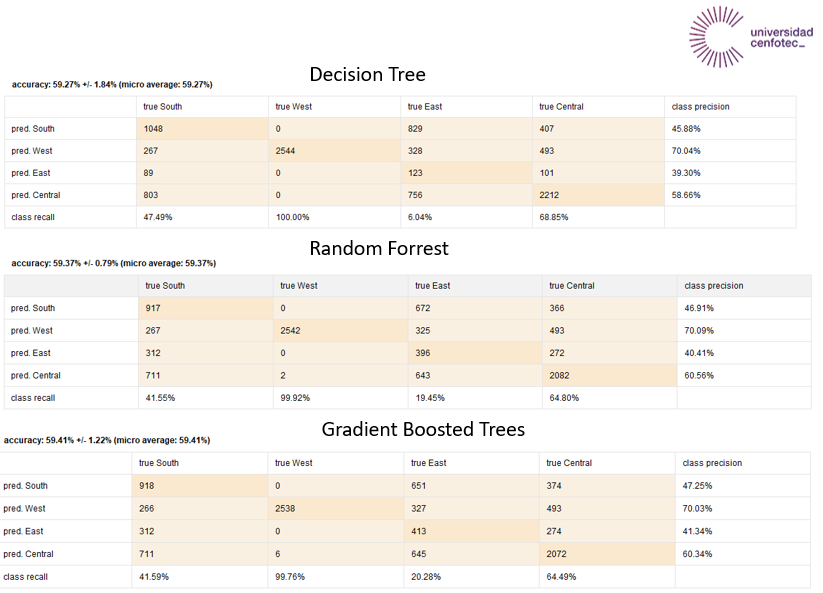 universidad
cenfotec_
Decision Tree
accuracy: 59.27% +/- 1.84% (micro average: 59.27%)
true South true West true East true Central class precision
pred. South 1048 0 829 407 45.88%
pred. West 267 2544 328 493 70.04%
pred. East 89 0 123 101 39.30%
pred. Central 803 0 756 2212 58.66%
class recall 47.49% 100.00% 6.04% 68.85%
Random Forrest
accuracy: 59.37% +/- 0.79% (micro average: 59.37%)
true South true West true East true Central class precision
pred. South 917 0 672 366 46.91%
pred. West 267 2542 325 493 70.09%
pred. East 312 0 396 272 40.41%
pred. Central 711 2 643 2082 60.56%
class recall 41.55% 99.92% 19.45% 64.80%
Gradient Boosted Trees
accuracy: 59.41% +/- 1.22% (micro average: 59.41%)
true South true West true East true Central class precision
pred. South 918 0 651 374 47.25%
pred. West 266 2538 327 493 70.03%
pred. East 312 0 413 274 41.34%
pred. Central 711 6 645 2072 60.34%
class recall 41.59% 99.76% 20.28% 64.49%